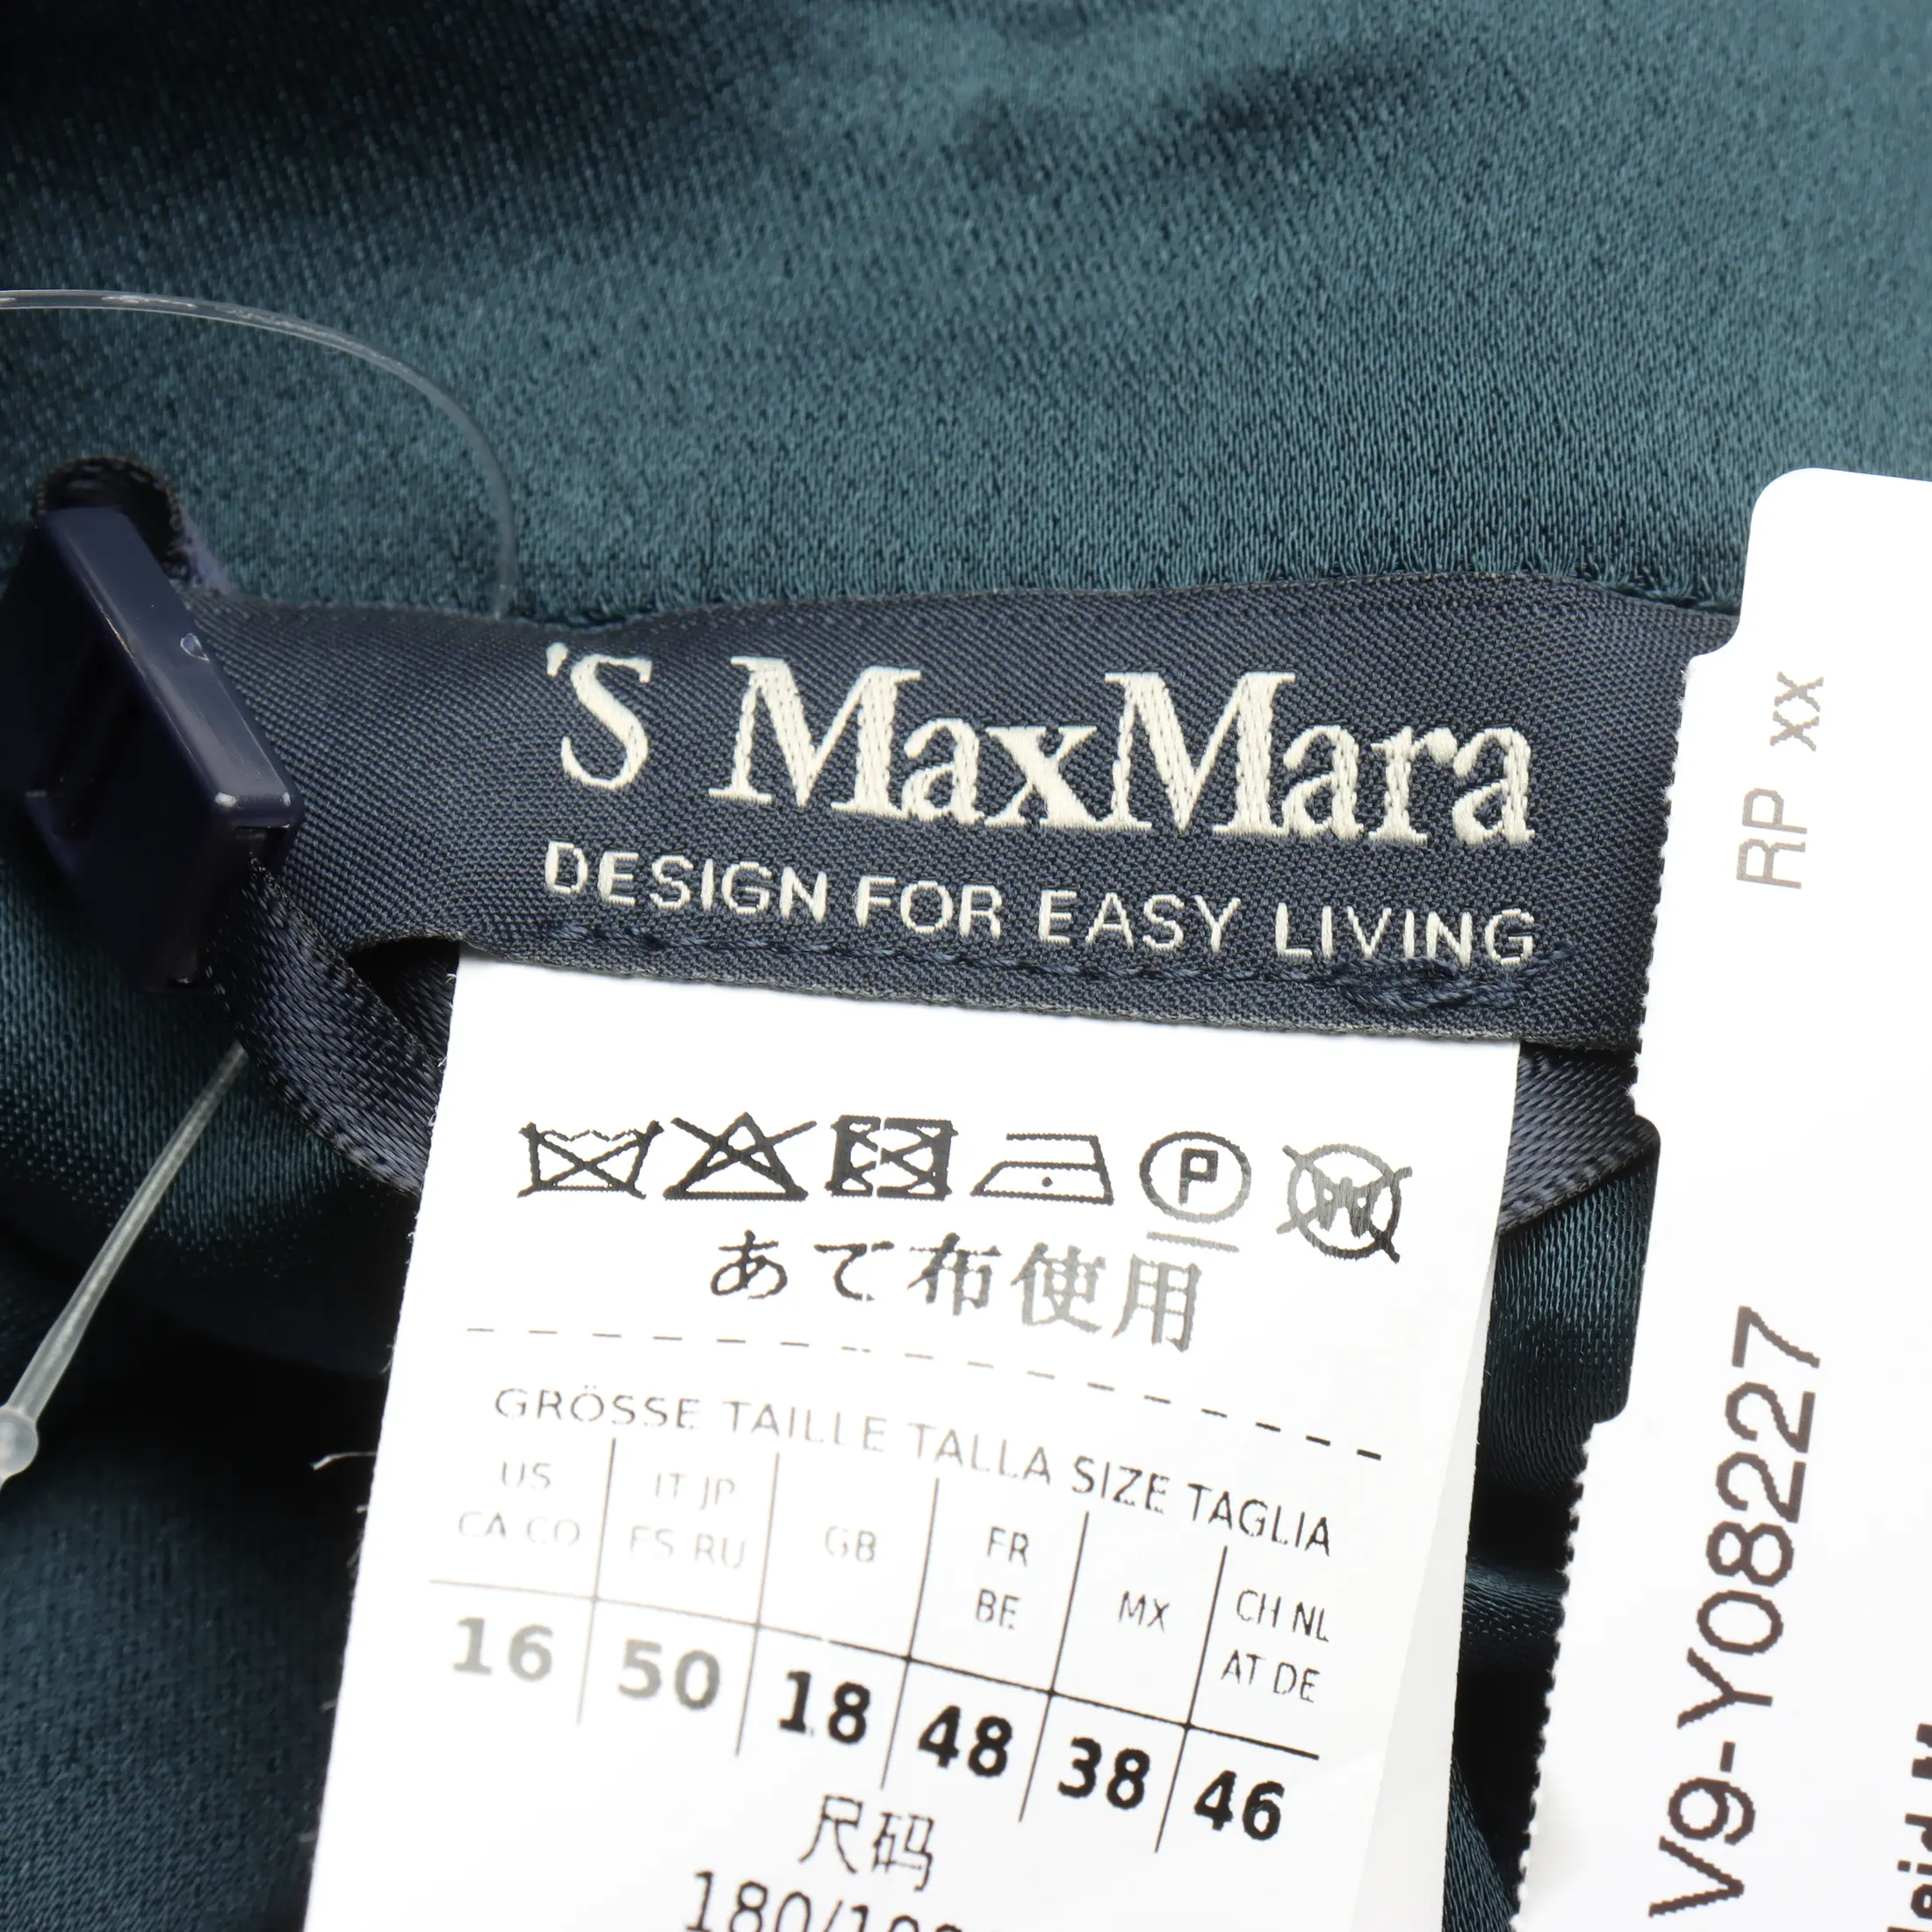 'S MaxMara
DESIGN FOR EASY LIVING
P
W
あて布使用
GRÖSSE TAILLE TALLA SIZE TAGLIA
US CA CO
IT JP ES RU
GB
FR BE
MX
CH NL AT DE
16 50 18 48 38 46
尺码
RP xx
V9-Y08227